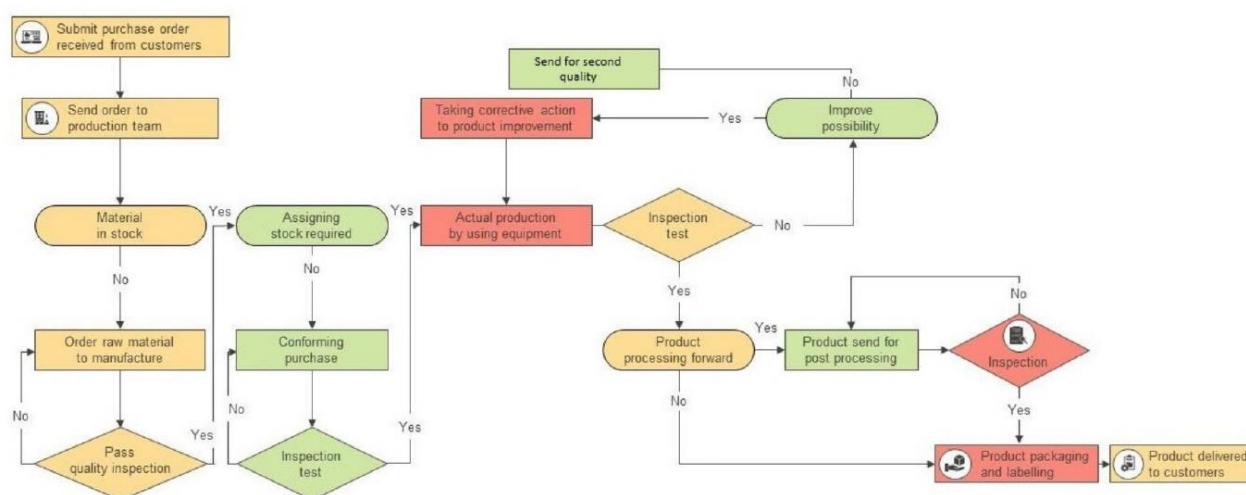 Submit purchase order
received from customers
Send order to
production team
Send for second
quality
No
Taking corrective action
to product improvement
Yes
Improve
possibility
Material
in stock
Yes
Assigning
stock required
Yes
Actual production
by using equipment
Inspection
test
No
No
No
Yes
No
Order raw material
to manufacture
Conforming
purchase
Product
processing forward
Yes
Product send for
post processing
Inspection
No
No
No
Yes
Yes
Yes
Pass
quality inspection
Inspection
test
Product packaging
and labelling
Product delivered
to customers